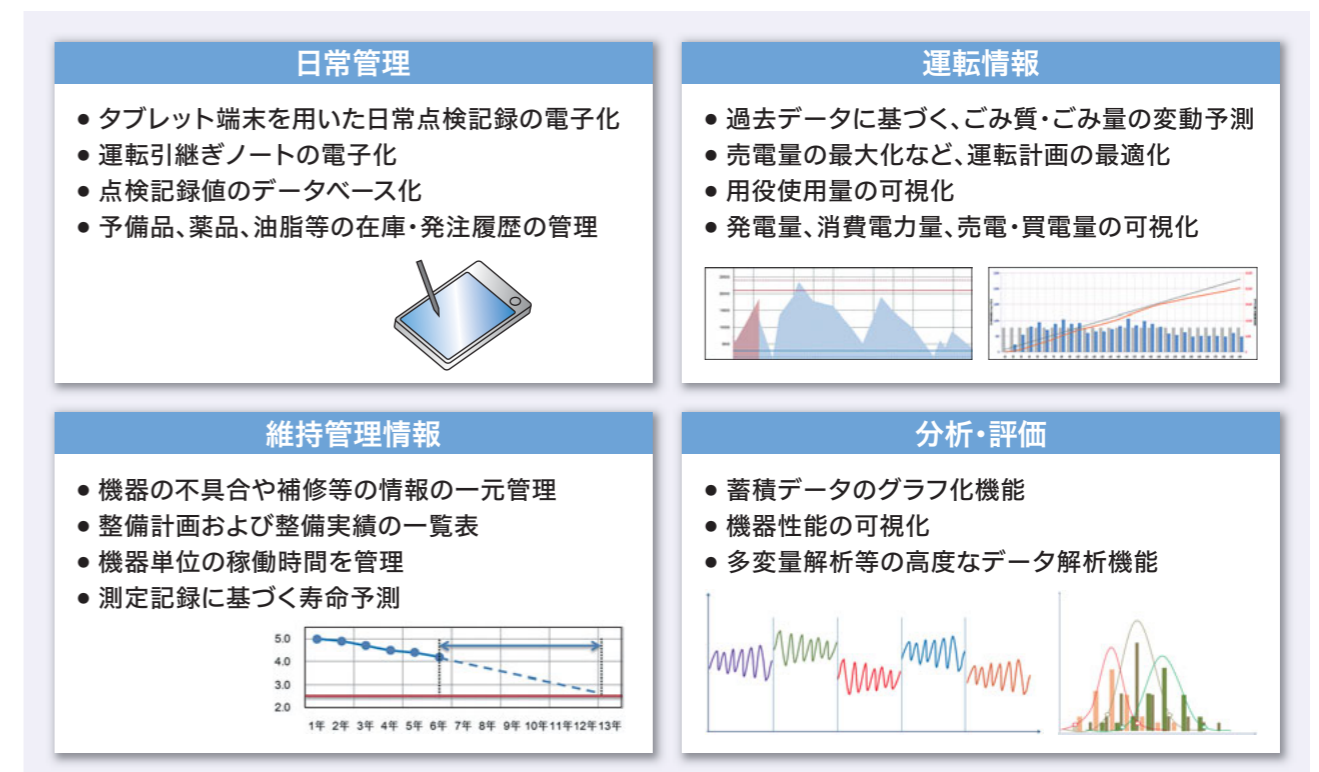 日常管理
● タブレット端末を用いた日常点検記録の電子化
● 運転引継ぎノートの電子化
● 点検記録値のデータベース化
● 予備品、薬品、油脂等の在庫・発注履歴の管理
運転情報
● 過去データに基づく、ごみ質・ごみ量の変動予測
● 売電量の最大化など、運転計画の最適化
● 用役使用量の可視化
● 発電量、消費電力量、売電・買電量の可視化
維持管理情報
● 機器の不具合や補修等の情報の一元管理
● 整備計画および整備実績の一覧表
● 機器単位の稼働時間を管理
● 測定記録に基づく寿命予測
5.0
4.0
3.0
2.0
1年 2年 3年 4年 5年 6年 7年 8年 9年 10年 11年 12年 13年
分析・評価
● 蓄積データのグラフ化機能
● 機器性能の可視化
● 多変量解析等の高度なデータ解析機能